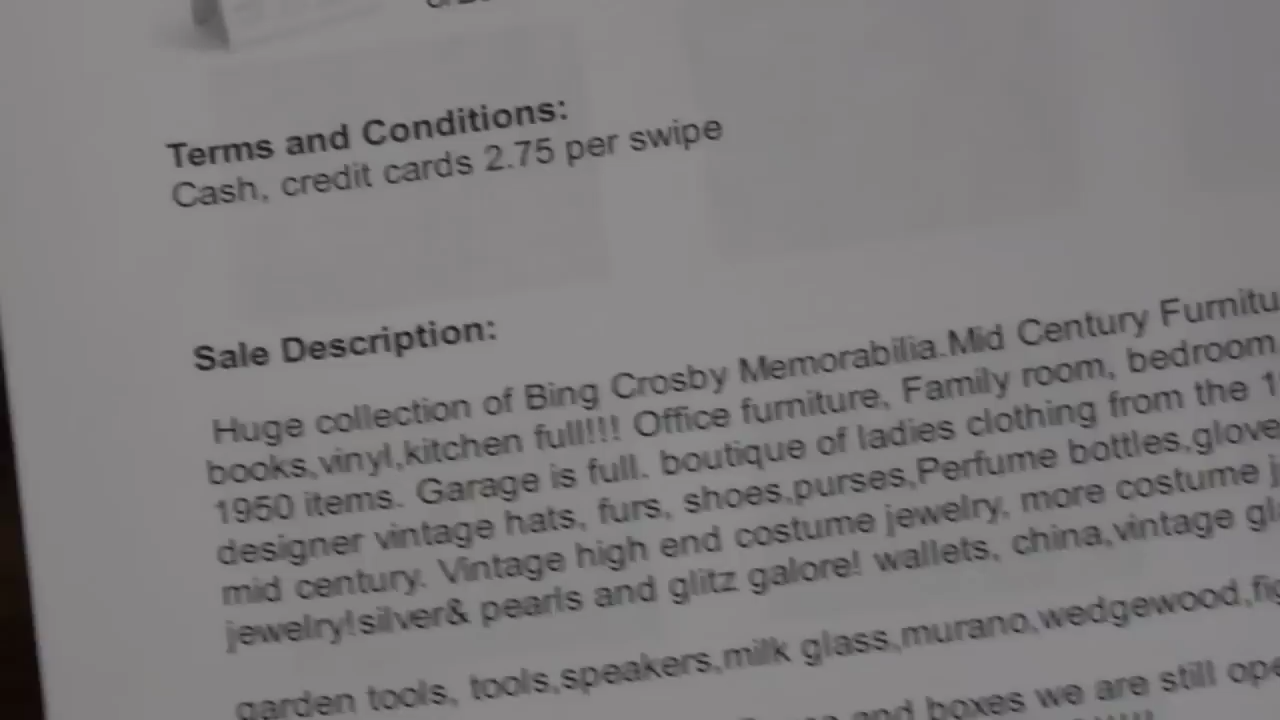 Terms and Conditions:
Cash, credit cards 2.75 per swipe
Sale Description:
Huge collection of Bing Crosby Memorabilia.Mid Century
books,vinyl,kitchen full!!! Office furniture, Family room, bedroom
1950 items. Garage is full. boutique of ladies clothing from the
designer vintage hats, furs, shoes,purses,Perfume bottles,
mid century. Vintage high end costume jewelry, more costume
jewelry!silver& pearls and glitz galore! wallets, china,vintage
garden tools, tools,speakers,milk glass,murano,wedgewood,
and boxes we are still